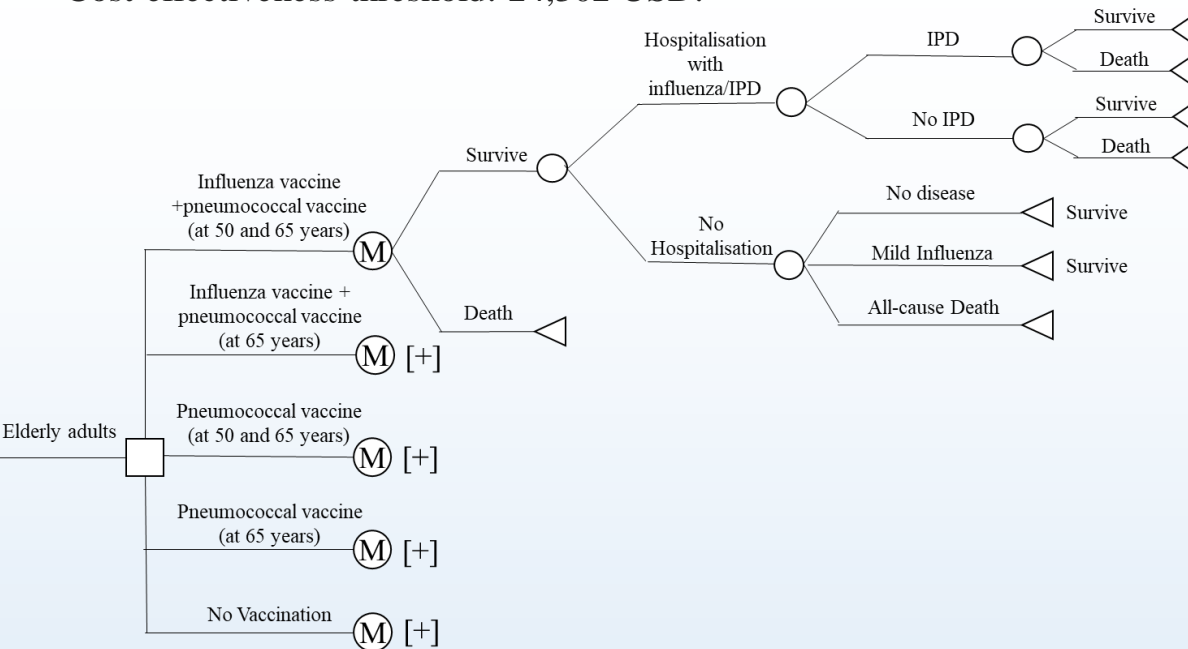 Survive
Hospitalisation
with
influenza/IPD
IPD
Death
Survive
No IPD
Death
Survive
Influenza vaccine
+pneumococcal vaccine
(at 50 and 65 years)
M
No
Hospitalisation
No disease
Survive
Mild Influenza
Survive
All-cause Death
Death
Influenza vaccine +
pneumococcal vaccine
(at 65 years)
M [+]
Elderly adults
Pneumococcal vaccine
(at 50 and 65 years)
M [+]
Pneumococcal vaccine
(at 65 years)
M [+]
No Vaccination
M [+]